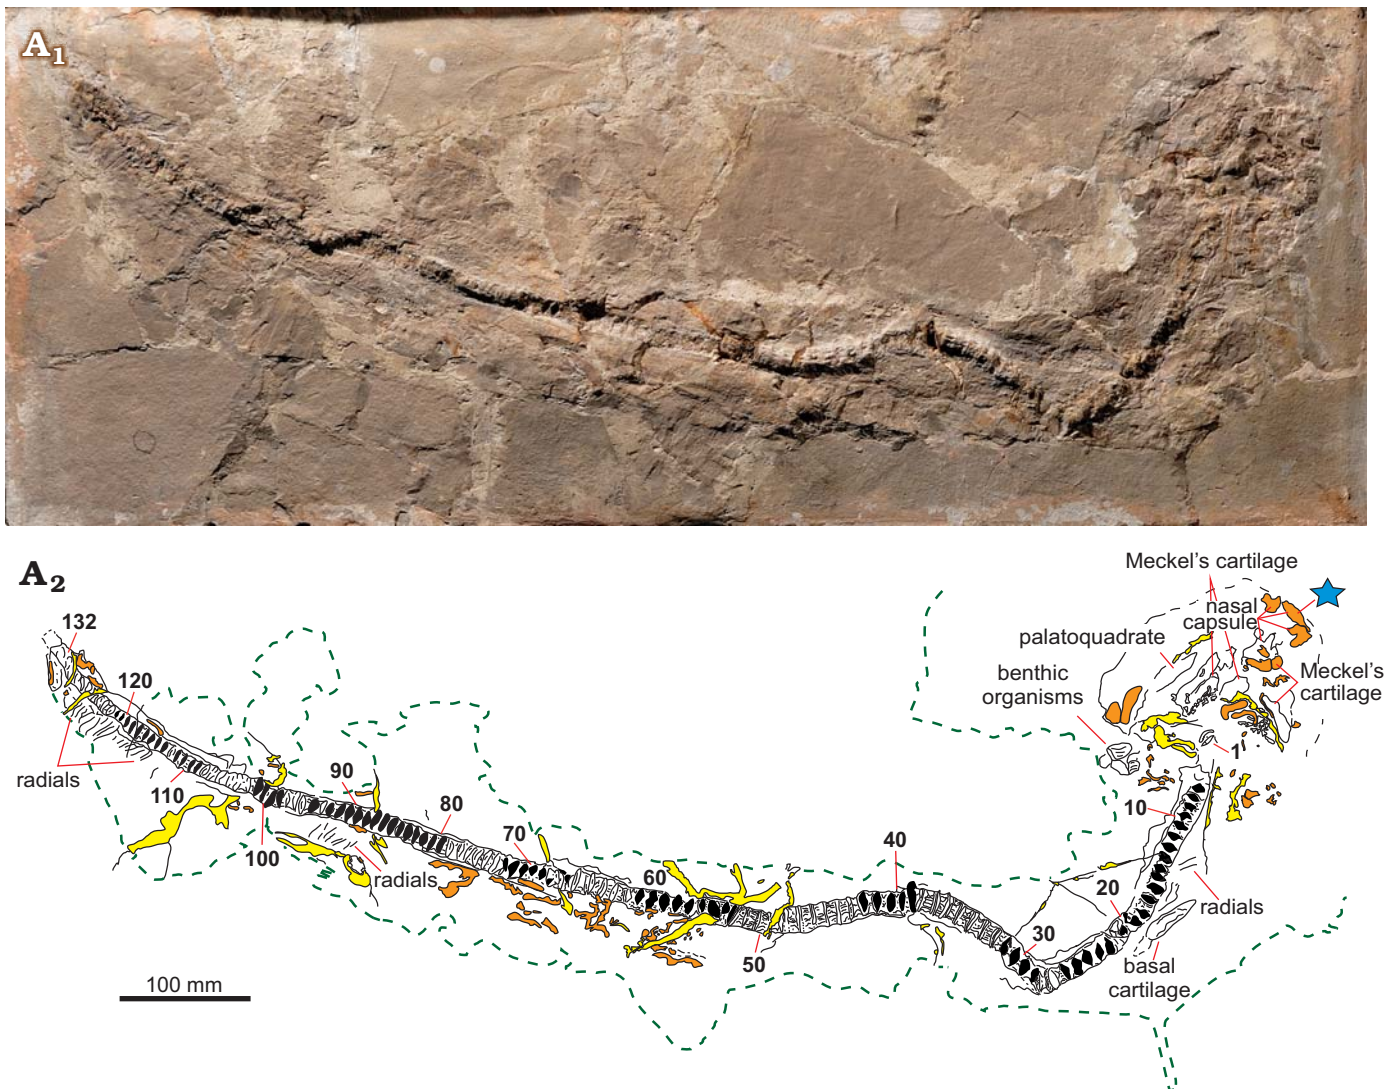 A1
A2
Meckel's cartilage
nasal
capsule
palatoquadrate
benthic
organisms
Meckel's
cartilage
132
120
radials
110
100
90
80
70
radials
60
50
40
30
20
10
1
radials
basal
cartilage
100 mm